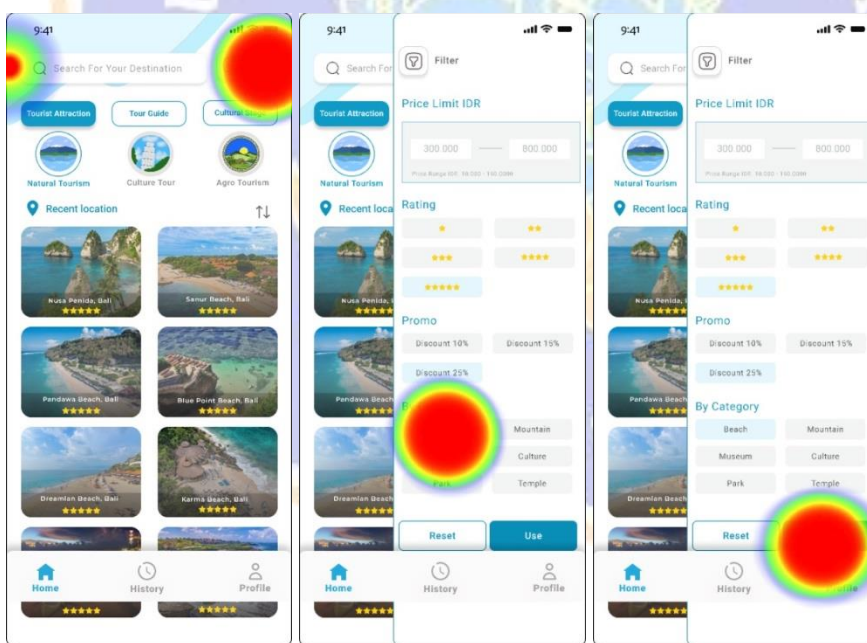 9:41
Search For Your Destination
Tourist Attraction
Tour Guide
Cultural
Natural Tourism
Culture Tour
Agro Tourism
Recent location
Nusa Penida, Bali
Sanur Beach, Bali
Pandawa Beach, Bali
Blue Point Beach, Bali
Dreamlan Beach, Bali
Karma Beach, Bali
Home
History
Profile
9:41
Search For
Filter
Tourist Attraction
Price Limit IDR
300.000
800.000
Natural Tourism
Recent loca
Rating
Nusa Penida,
Promo
Discount 10%
Discount 15%
Discount 25%
Pandawa Beach
Mountain
Culture
Park
Temple
Dreamlan Beach
Reset
Use
Home
History
Profile
9:41
Search For
Filter
Tourist Attraction
Price Limit IDR
300.000
800.000
Natural Tourism
Recent loca
Rating
Nusa Penida,
Promo
Discount 10%
Discount 15%
Discount 25%
Pandawa Beach
By Category
Beach
Mountain
Museum
Culture
Park
Temple
Dreamlan Beach
Reset
Home
History
Profile